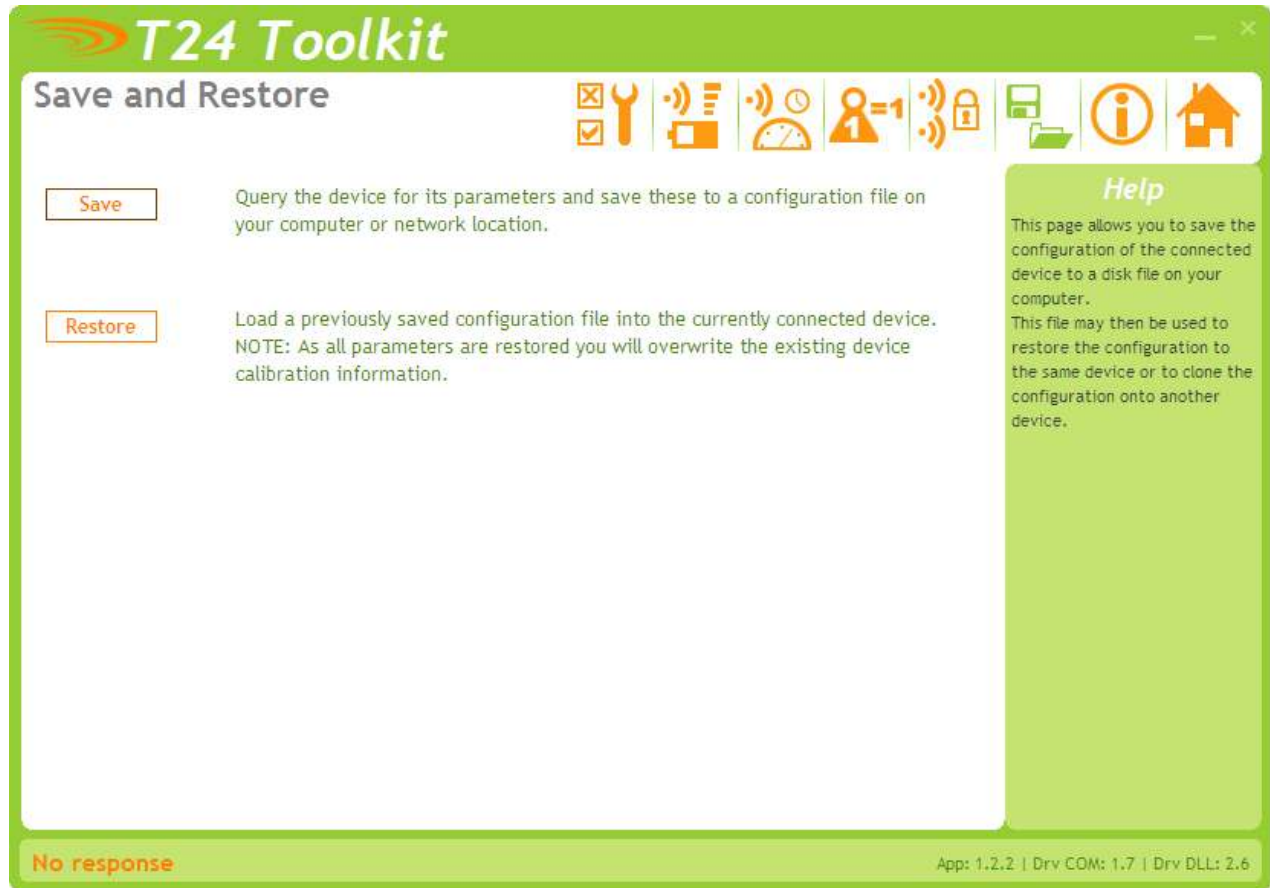 T24 Toolkit
Save and Restore
=1
1
Save
Query the device for its parameters and save these to a configuration file on
your computer or network location.
Restore
Load a previously saved configuration file into the currently connected device.
NOTE: As all parameters are restored you will overwrite the existing device
calibration information.
Help
This page allows you to save the
configuration of the connected
device to a disk file on your
computer.
This file may then be used to
restore the configuration to
the same device or to clone the
configuration onto another
device.
No response
App: 1.2.2 | Drv COM: 1.7 | Drv DLL: 2.6